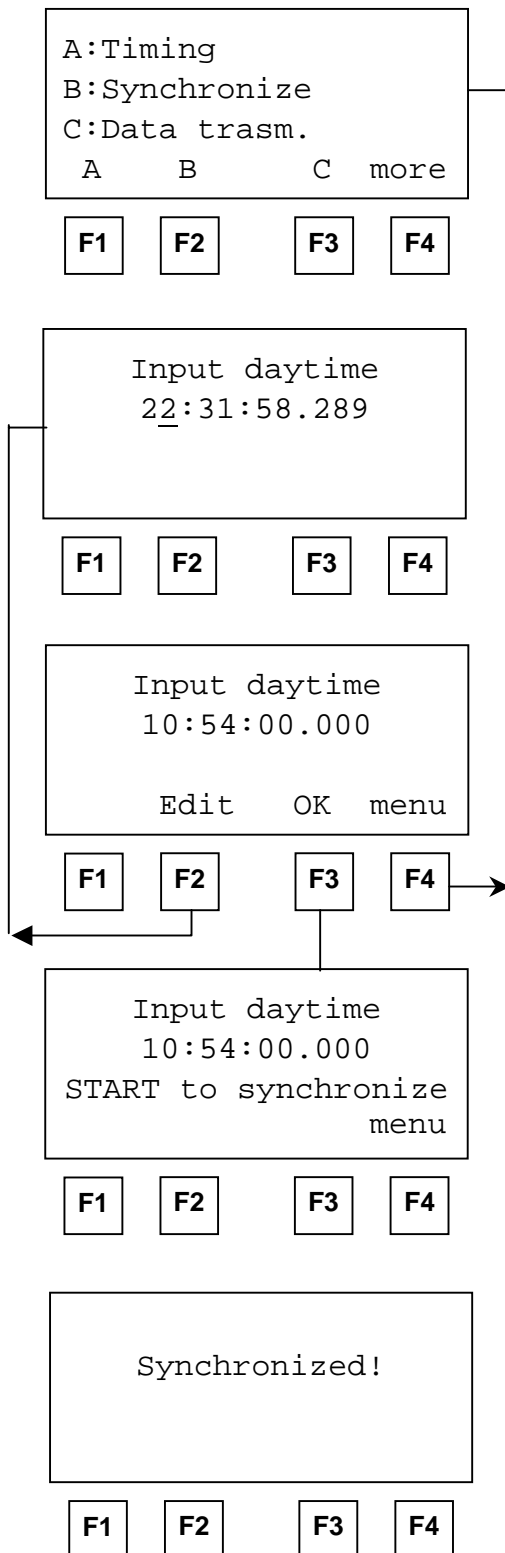 A:Timing
B:Synchronize
C:Data trasm.
A B C more
F1 F2 F3 F4
Input daytime
22:31:58.289
F1 F2 F3 F4
Input daytime
10:54:00.000
Edit OK menu
F1 F2 F3 F4
Input daytime
10:54:00.000
START to synchronize
menu
F1 F2 F3 F4
Synchronized!
F1 F2 F3 F4